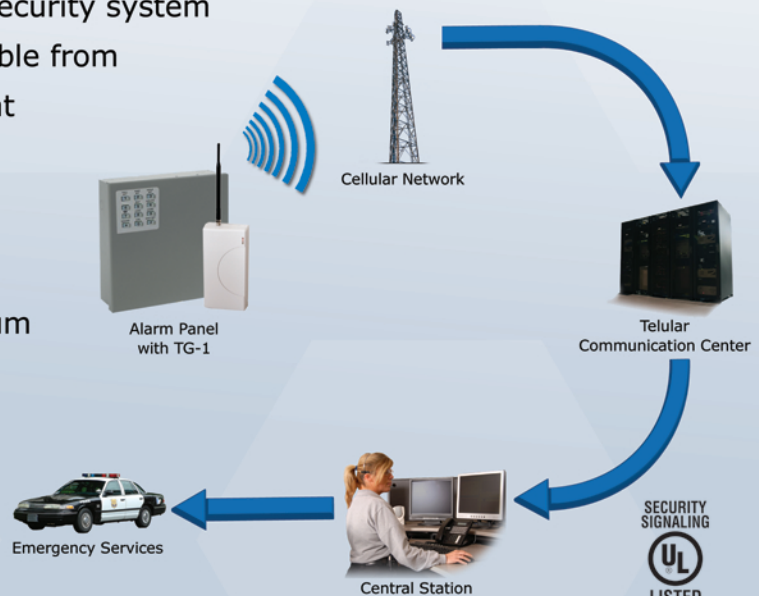 ecurity system
ble from
t
um
Cellular Network
Alarm Panel
with TG-1
Telular
Communication Center
Emergency Services
Central Station
SECURITY
SIGNALING
UL
LISTED